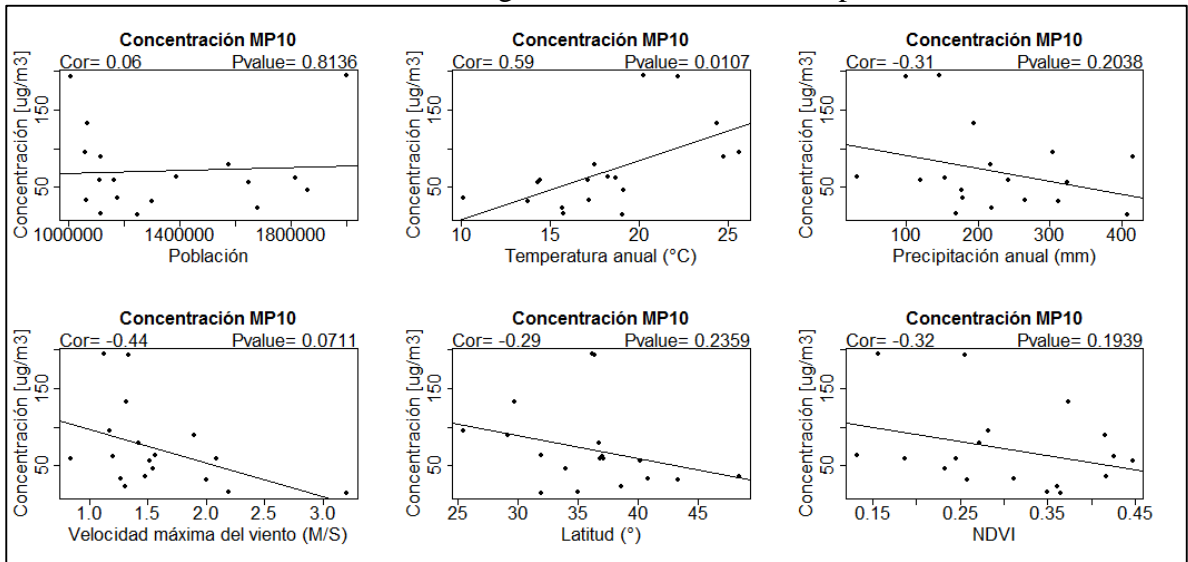 Concentración MP10
Cor= 0.06 Pvalue= 0.8136
Concentración [ug/m3]
150
50
1000000 1400000 1800000
Población
Concentración MP10
Cor= 0.59 Pvalue= 0.0107
Concentración [ug/m3]
150
50
10 15 20 25
Temperatura anual (°C)
Concentración MP10
Cor= -0.31 Pvalue= 0.2038
Concentración [ug/m3]
150
50
100 200 300 400
Precipitación anual (mm)
Concentración MP10
Cor= -0.44 Pvalue= 0.0711
Concentración [ug/m3]
150
50
1.0 1.5 2.0 2.5 3.0
Velocidad máxima del viento (M/S)
Concentración MP10
Cor= -0.29 Pvalue= 0.2359
Concentración [ug/m3]
150
50
25 30 35 40 45
Latitud (°)
Concentración MP10
Cor= -0.32 Pvalue= 0.1939
Concentración [ug/m3]
150
50
0.15 0.25 0.35 0.45
NDVI